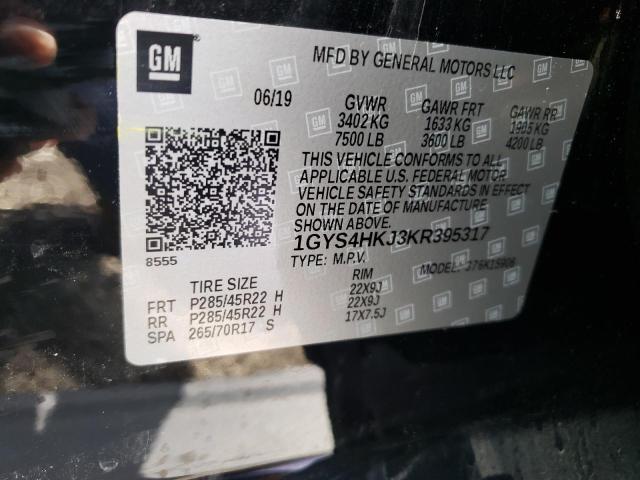 GM
MFD BY GENERAL MOTORS LLC
06/19
GVWR GAWR FRT GAWR RR
3402 KG 1633 KG 1905 KG
7500 LB 3600 LB 4200 LB
THIS VEHICLE CONFORMS TO ALL
APPLICABLE U.S. FEDERAL MOTOR
VEHICLE SAFETY STANDARDS IN EFFECT
ON THE DATE OF MANUFACTURE
SHOWN ABOVE.
1GYS4HKJ3KR395317
8555
TYPE: M.P.V. MODEL:
TIRE SIZE RIM
FRT P285/45R22 H 22X9J
RR P285/45R22 H 22X9J
SPA 265/70R17 S 17X7.5J